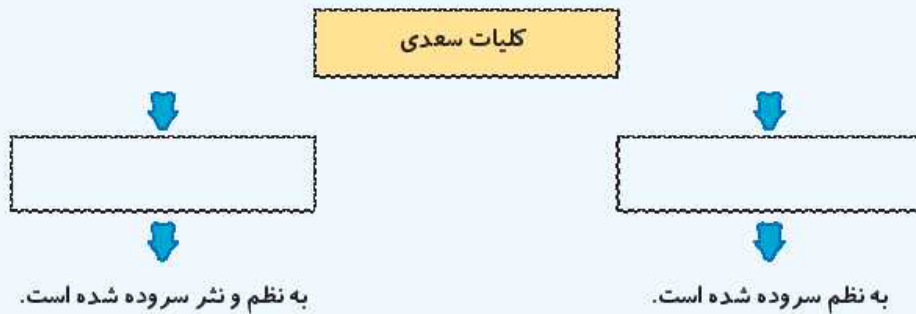 کلیات سعدی
به نظم سروده شده است.
به نظم و نثر سروده شده است.